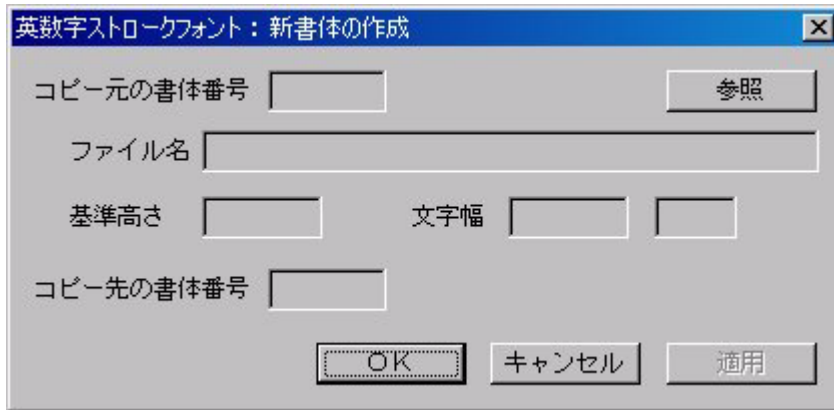 英数字ストロークフォント：新書体の作成
コピー元の書体番号 参照
ファイル名
基準高さ 文字幅
コピー先の書体番号
OK キャンセル 適用